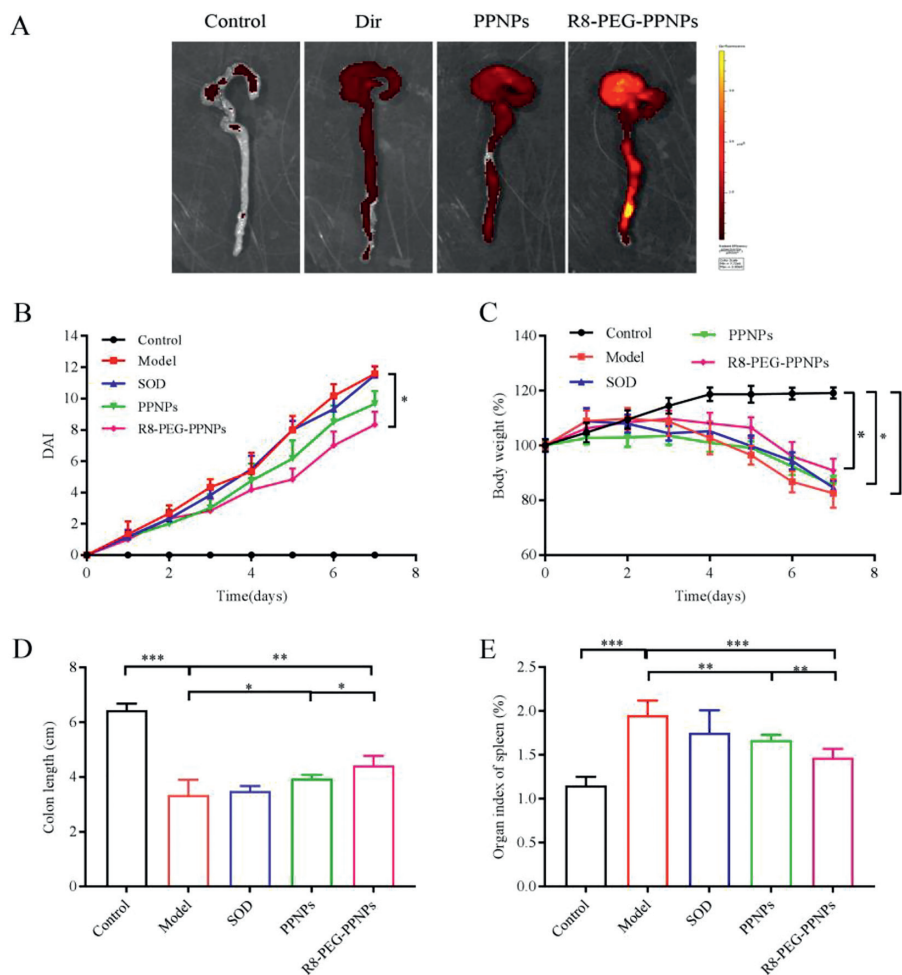 A
Control Dir PPNPs R8-PEG-PPNPs
B
DAI
14
12
10
8
6
4
2
0
0 2 4 6 8
Time(days)
Control
Model
SOD
PPNPs
R8-PEG-PPNPs
*
C
Body weight (%)
140
120
100
80
60
0 2 4 6 8
Time(days)
Control
Model
SOD
PPNPs
R8-PEG-PPNPs
* *
D
Colon length (cm)
8
6
4
2
0
*** **
* *
Control Model SOD PPNPs R8-PEG-PPNPs
E
Organ index of spleen (%)
2.5
2.0
1.5
1.0
0.5
0.0
*** ***
** **
Control Model SOD PPNPs R8-PEG-PPNPs